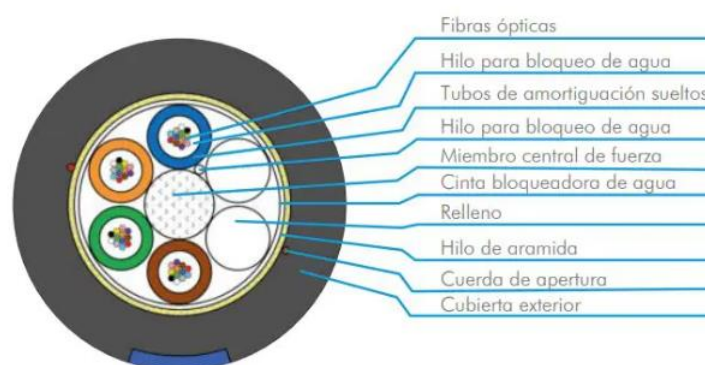 Fibras ópticas
Hilo para bloqueo de agua
Tubos de amortiguación sueltos
Hilo para bloqueo de agua
Miembro central de fuerza
Cinta bloqueadora de agua
Relleno
Hilo de aramida
Cuerda de apertura
Cubierta exterior